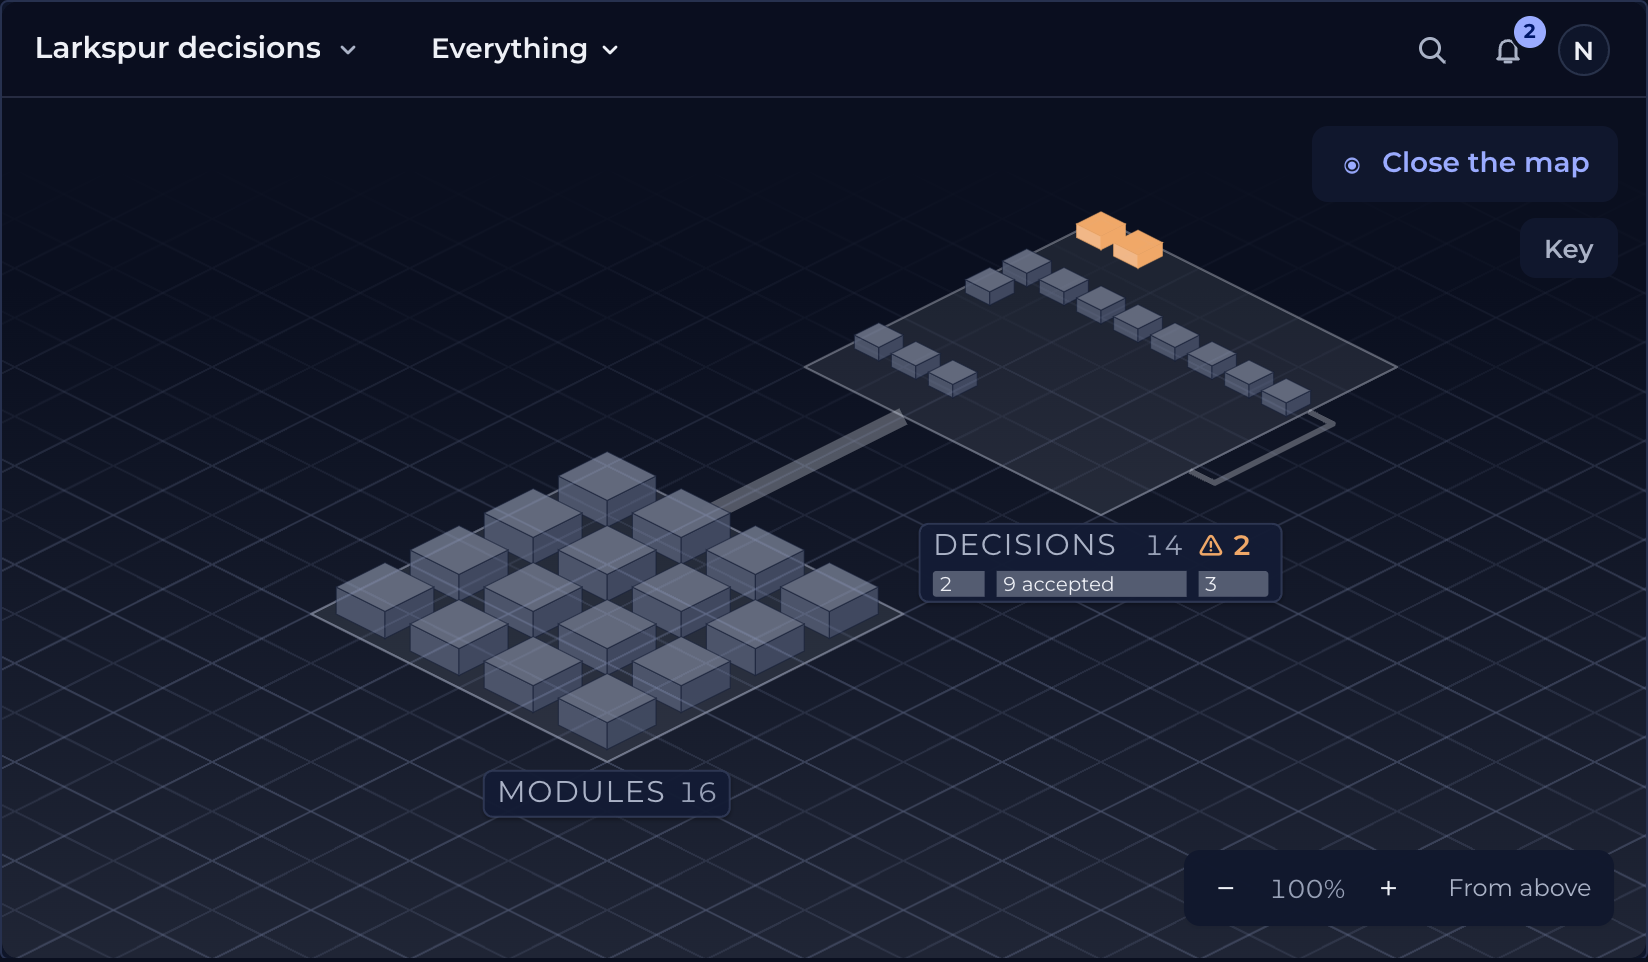 Larkspur decisions
Everything
2
N
Close the map
Key
DECISIONS 14 2
2 9 accepted 3
MODULES 16
− 100% + From above